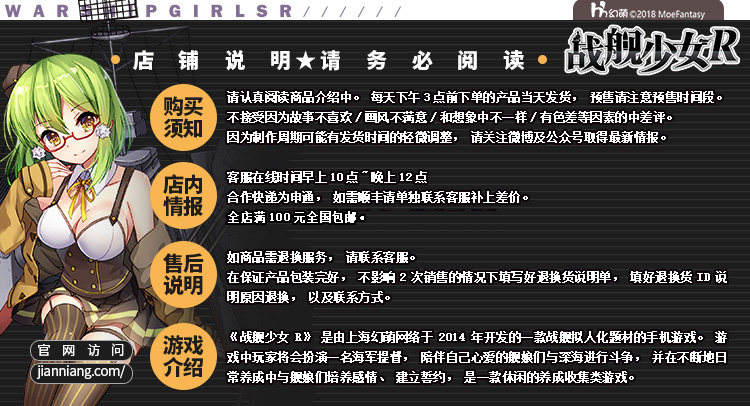 WARSHIPGIRLSR//////
幻萌 ©2018 MoeFantasy
店铺说明★请务必阅读
战舰少女R
购买须知
请认真阅读商品介绍中。 每天下午3点前下单的产品当天发货, 预售请注意预售时间段。
不接受因为故事不喜欢/画风不满意/和想象中不一样/有色差等因素的中差评。
因为制作周期可能有发货时间的轻微调整, 请关注微博及公众号取得最新情报。
店内情报
客服在线时间早上10点~晚上12点
合作快递为申通, 如需顺丰请单独联系客服补上差价。
全店满100元全国包邮。
售后说明
如商品需退换服务, 请联系客服。
在保证产品包装完好, 不影响2次销售的情况下填写好退换货说明单, 填好退换货ID说
明原因退换, 以及联系方式。
游戏介绍
《战舰少女R》 是由上海幻萌网络于2014年开发的一款战舰拟人化题材的手机游戏。 游
戏中玩家将会扮演一名海军提督, 陪伴自己心爱的舰娘们与深海进行斗争, 并在不断地日
常养成中与舰娘们培养感情、 建立誓约, 是一款休闲的养成收集类游戏。
官网访问
jianniang.com/